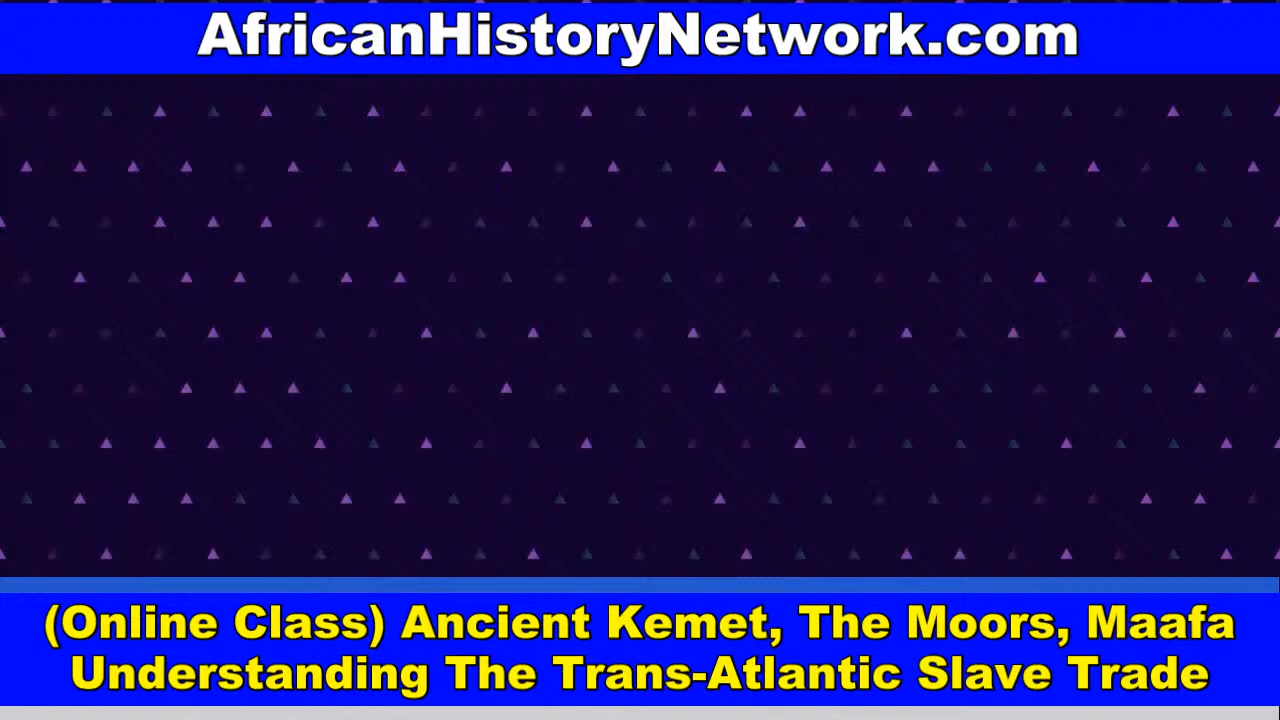 AfricanHistoryNetwork.com
(Online Class) Ancient Kemet, The Moors, Maafa
Understanding The Trans-Atlantic Slave Trade